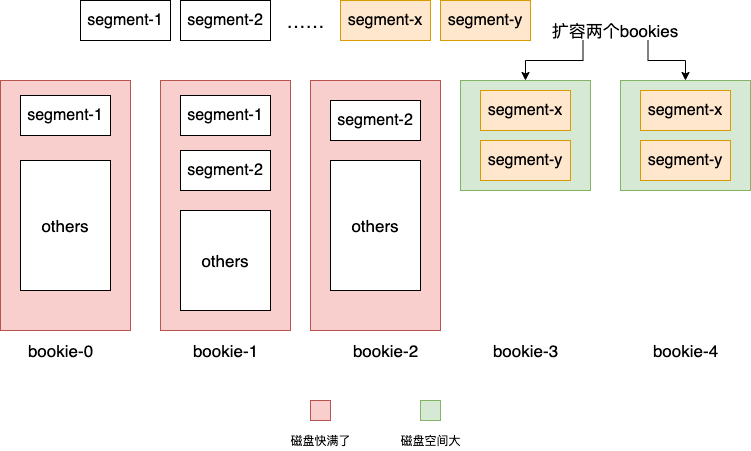 segment-1
segment-2
……
segment-x
segment-y
扩容两个bookies
segment-1
others
segment-1
segment-2
others
segment-2
others
segment-x
segment-y
segment-x
segment-y
bookie-0
bookie-1
bookie-2
bookie-3
bookie-4
磁盘快满了
磁盘空间大